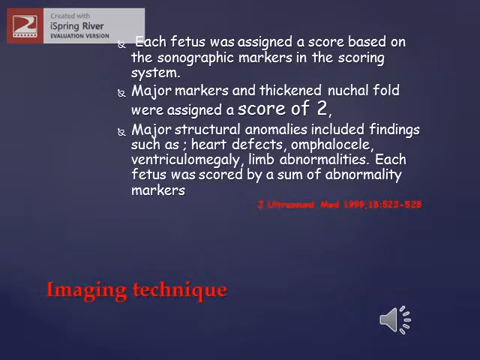 Created with
iSpring River
EVALUATION VERSION
Each fetus was assigned a score based on
the sonographic markers in the scoring
system.
Major markers and thickened nuchal fold
were assigned a score of 2,
Major structural anomalies included findings
such as ; heart defects, omphalocele,
ventriculomegaly, limb abnormalities. Each
fetus was scored by a sum of abnormality
markers
J Ultrasound Med 1999;18:523-528
Imaging technique